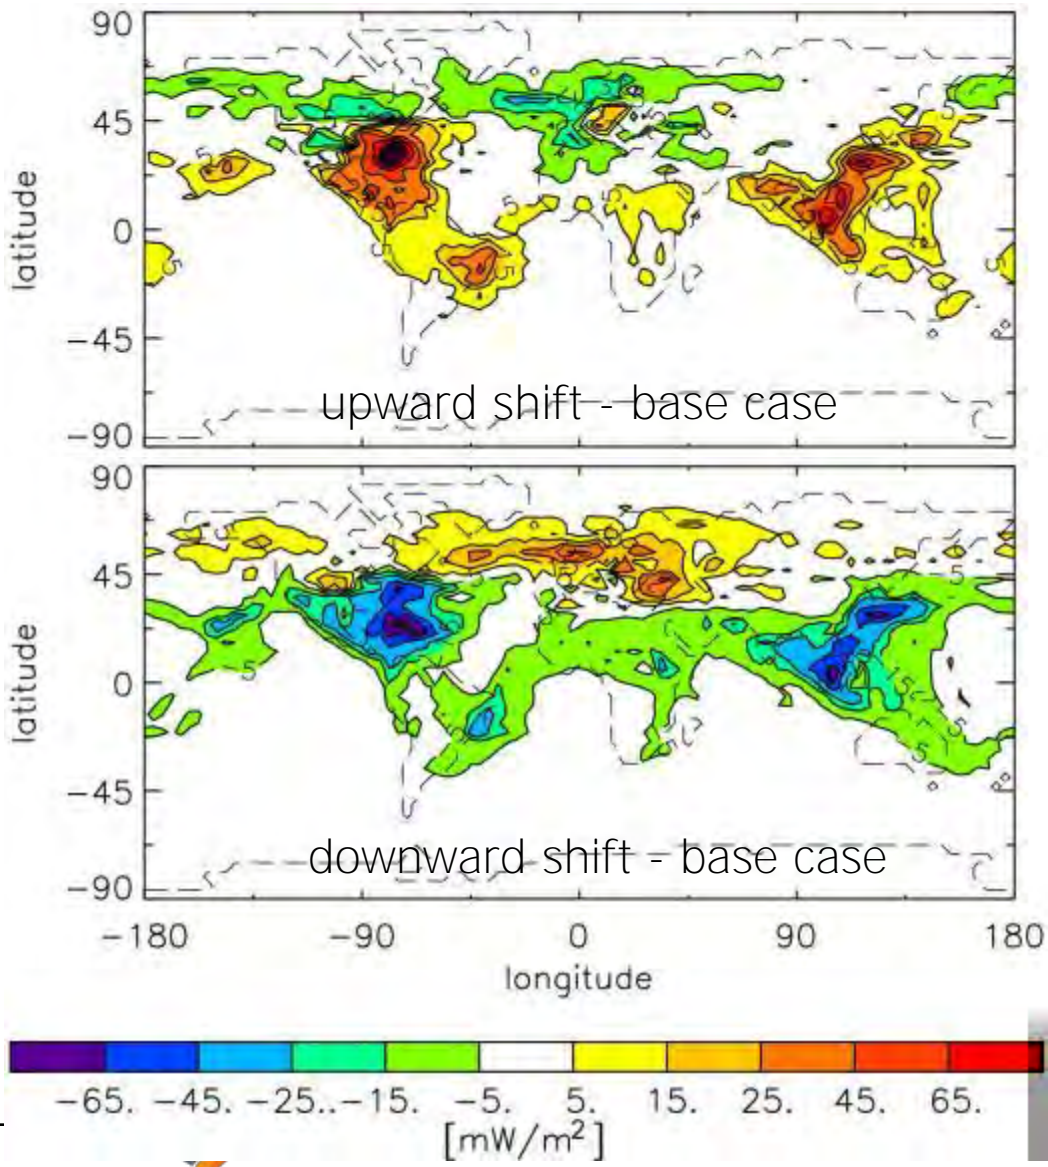 90
45
0
-45
-90
latitude
upward shift - base case
90
45
0
-45
-90
latitude
downward shift - base case
-180 -90 0 90 180
longitude
-65. -45. -25..-15. -5. 5. 15. 25. 45. 65.
[mW/m²]